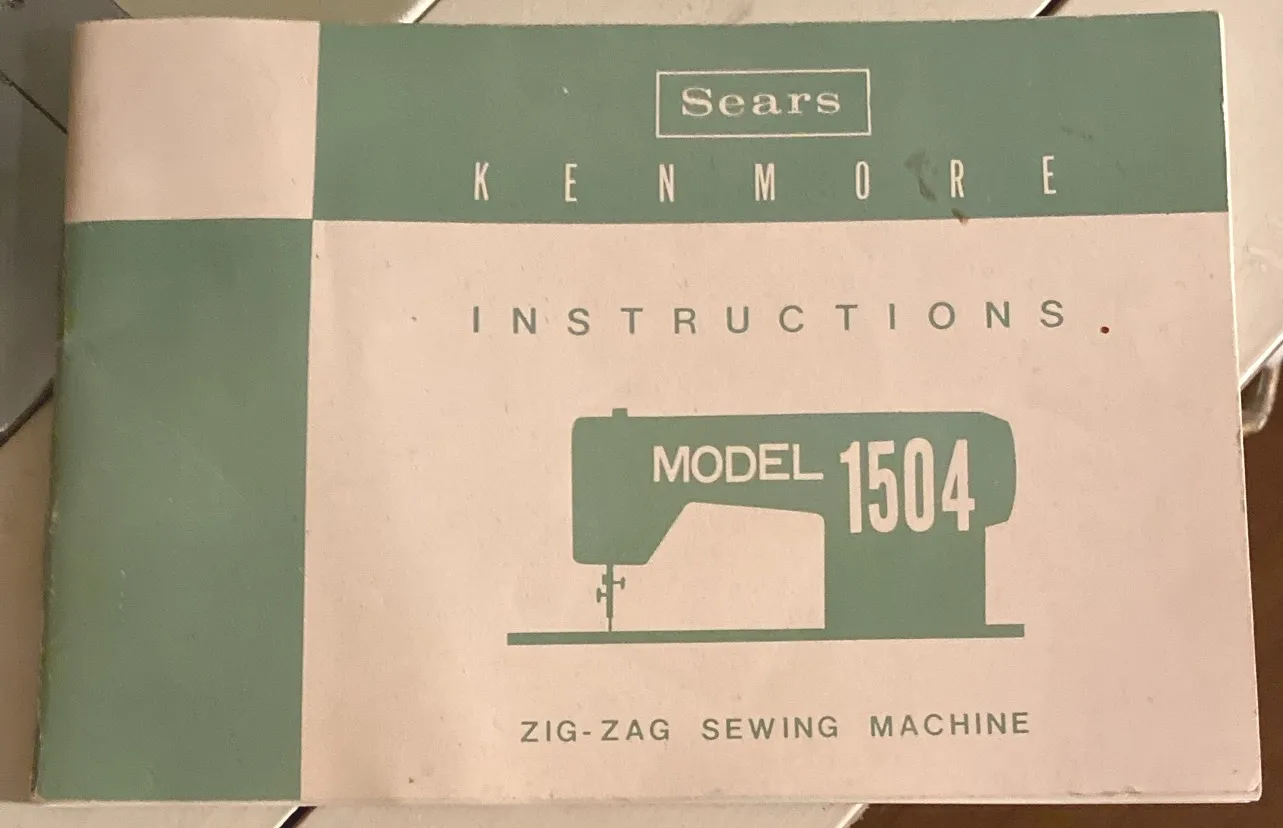 Sears
KENMORE
INSTRUCTIONS
MODEL 1504
ZIG-ZAG SEWING MACHINE